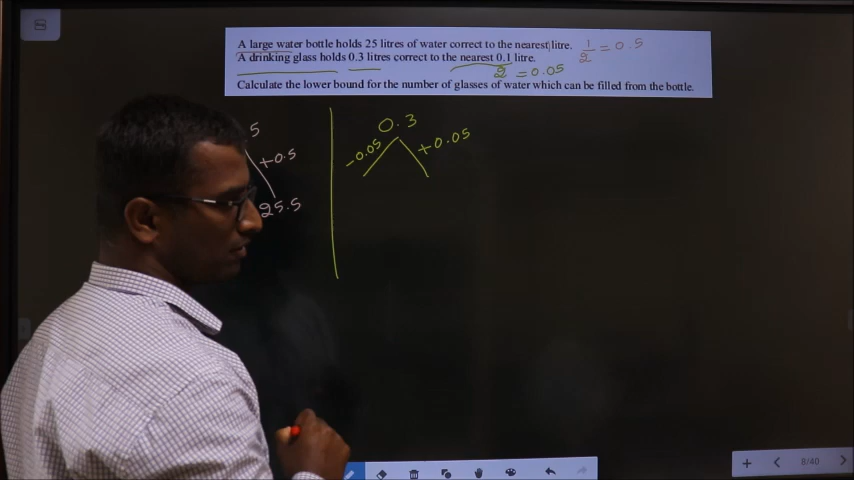 A large water bottle holds 25 litres of water correct to the nearest litre. 1/2 = 0.5
A drinking glass holds 0.3 litres correct to the nearest 0.1 litre.
2 = 0.05
Calculate the lower bound for the number of glasses of water which can be filled from the bottle.
5
+0.5
25.5
0.3
-0.05 +0.05
8/40